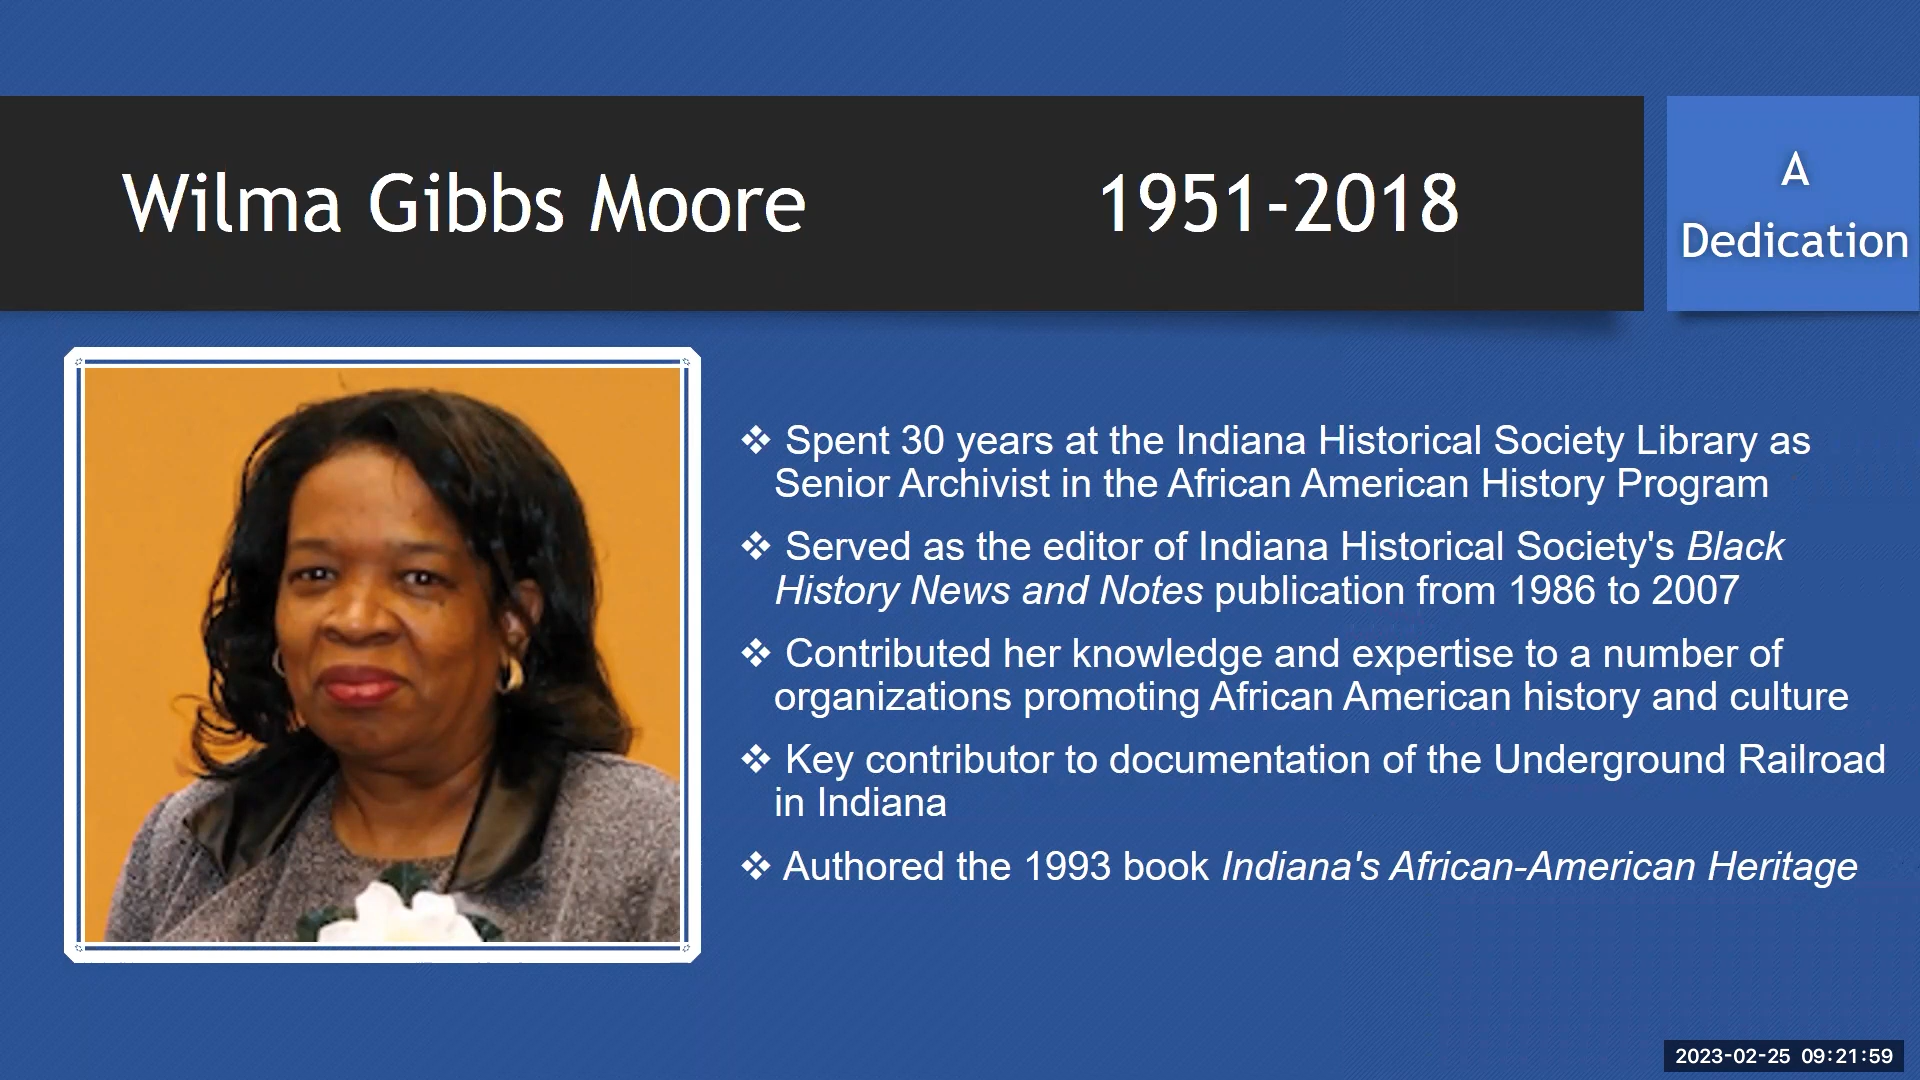 Wilma Gibbs Moore 1951-2018
A
Dedication
❖ Spent 30 years at the Indiana Historical Society Library as
Senior Archivist in the African American History Program
❖ Served as the editor of Indiana Historical Society's Black
History News and Notes publication from 1986 to 2007
❖ Contributed her knowledge and expertise to a number of
organizations promoting African American history and culture
❖ Key contributor to documentation of the Underground Railroad
in Indiana
❖ Authored the 1993 book Indiana's African-American Heritage
2023-02-25 09:21:59